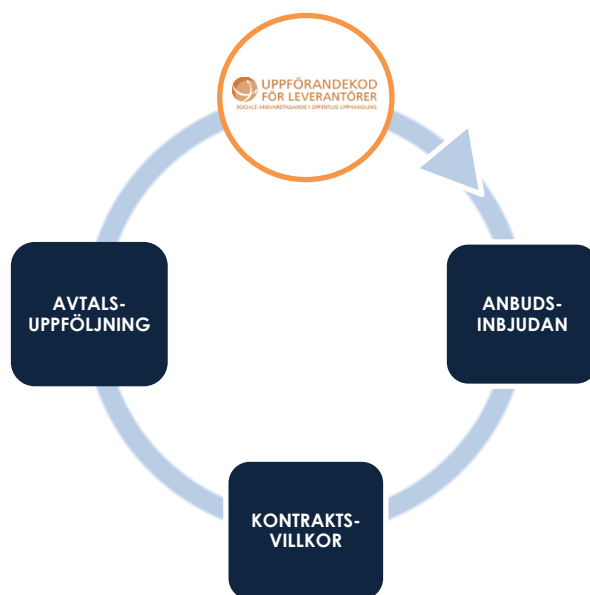 UPPFÖRANDEKOD
FÖR LEVERANTÖRER
SOCIALT ANSVARSTAGANDE I OFFENTLIG UPPHANDLING
ANBUDS-
INBJUDAN
KONTRAKTS-
VILLKOR
AVTALS-
UPPFÖLJNING